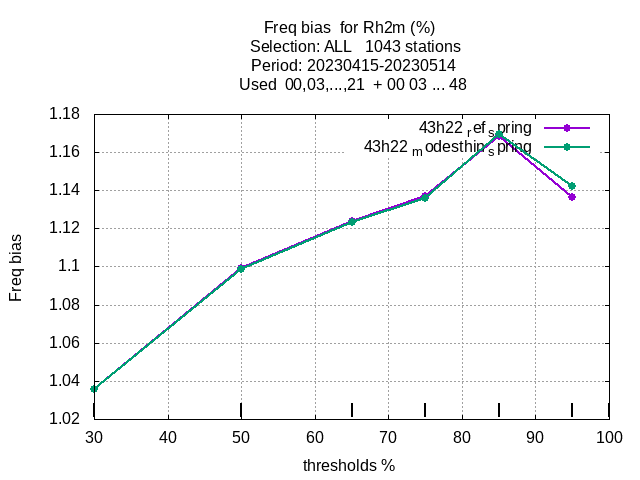 Freq bias  for Rh2m (%)
Selection: ALL   1043 stations
Period: 20230415-20230514
Used  00,03,...,21  + 00 03 ... 48
43h22 ref spring
43h22 modesthip spring
1.18
1.16
1.14
1.12
1.1
1.08
1.06
1.04
1.02
Freq bias
30 40 50 60 70 80 90 100
thresholds %